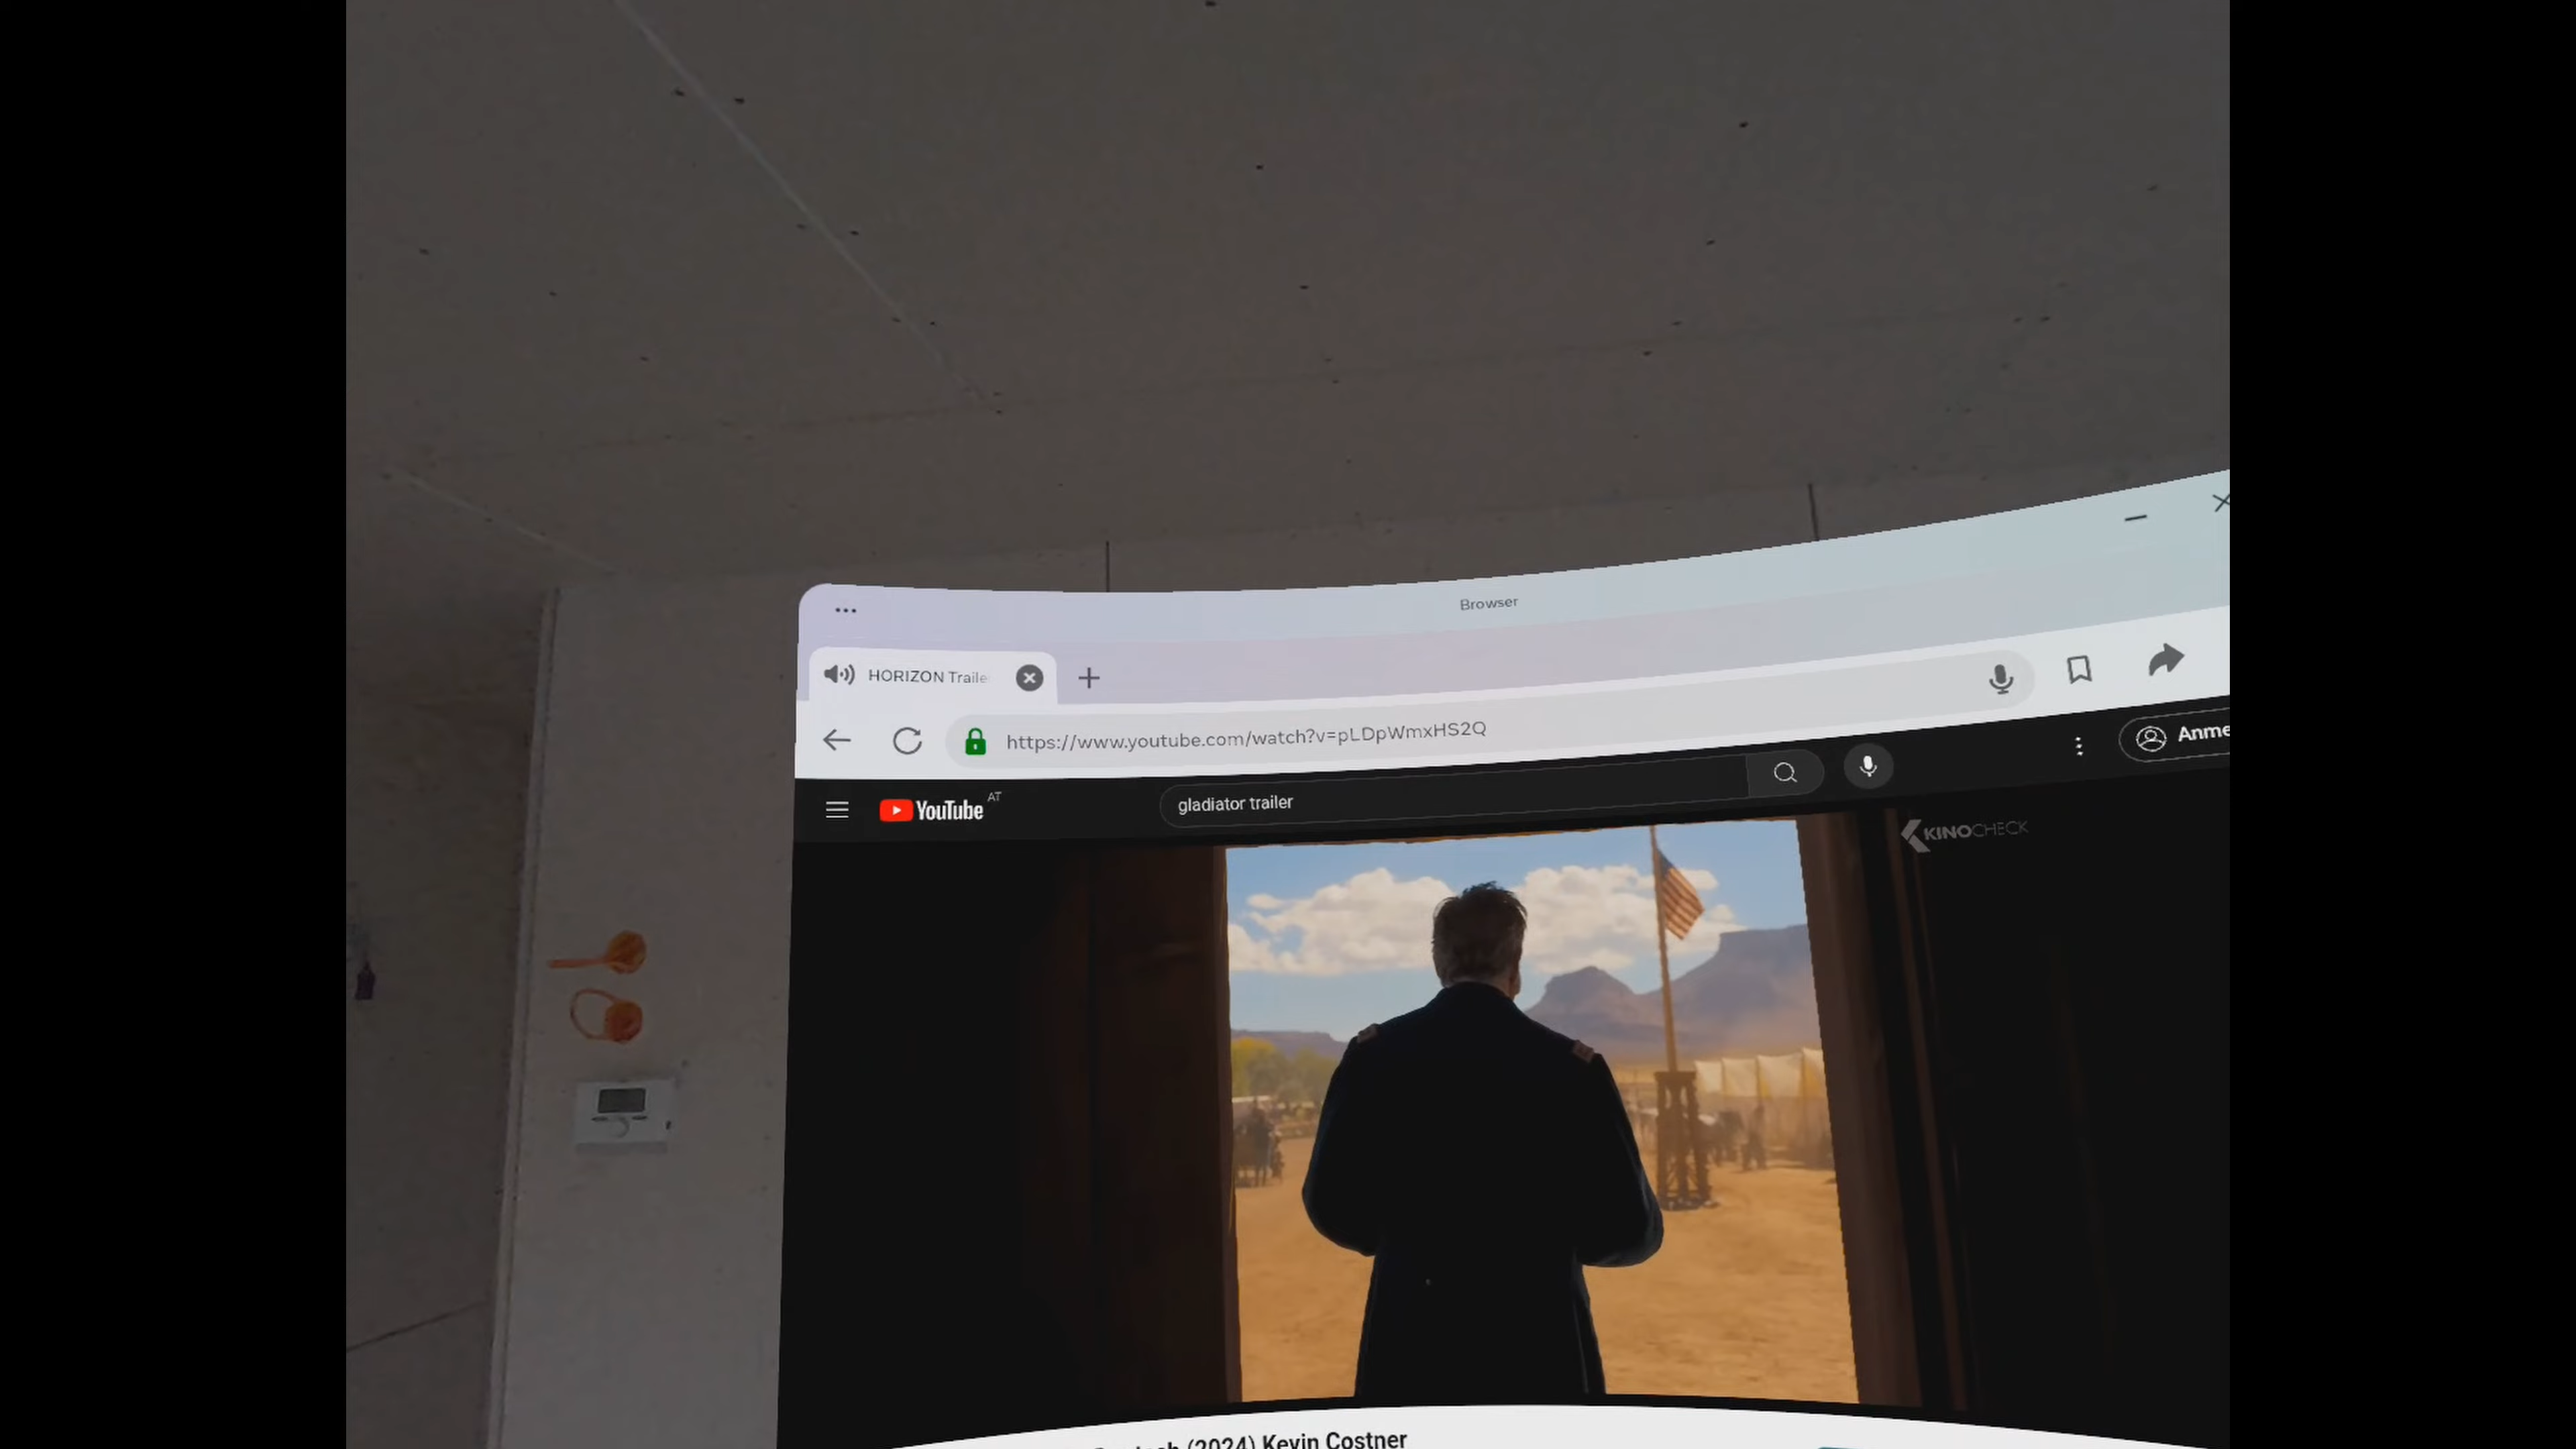 Browser
HORIZON Traile
https://www.youtube.com/watch?v=pLDpWmxHS2Q
Anme
YouTube AT
gladiator trailer
KINOCHECK
(2024) Kevin Costner